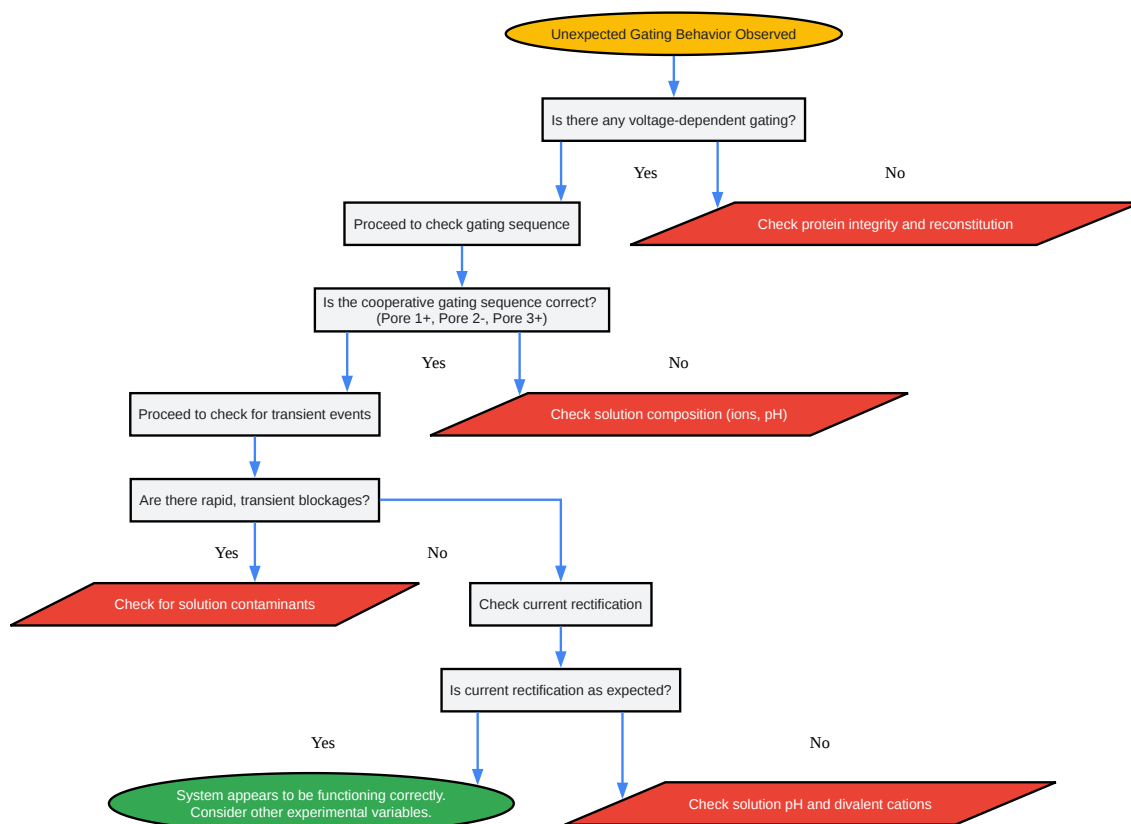 Unexpected Gating Behavior Observed
Is there any voltage-dependent gating?
Yes
No
Proceed to check gating sequence
Check protein integrity and reconstitution
Is the cooperative gating sequence correct?
(Pore 1+, Pore 2-, Pore 3+)
Yes
No
Proceed to check for transient events
Check solution composition (ions, pH)
Are there rapid, transient blockages?
Yes
No
Check for solution contaminants
Check current rectification
Is current rectification as expected?
Yes
No
System appears to be functioning correctly.
Consider other experimental variables.
Check solution pH and divalent cations